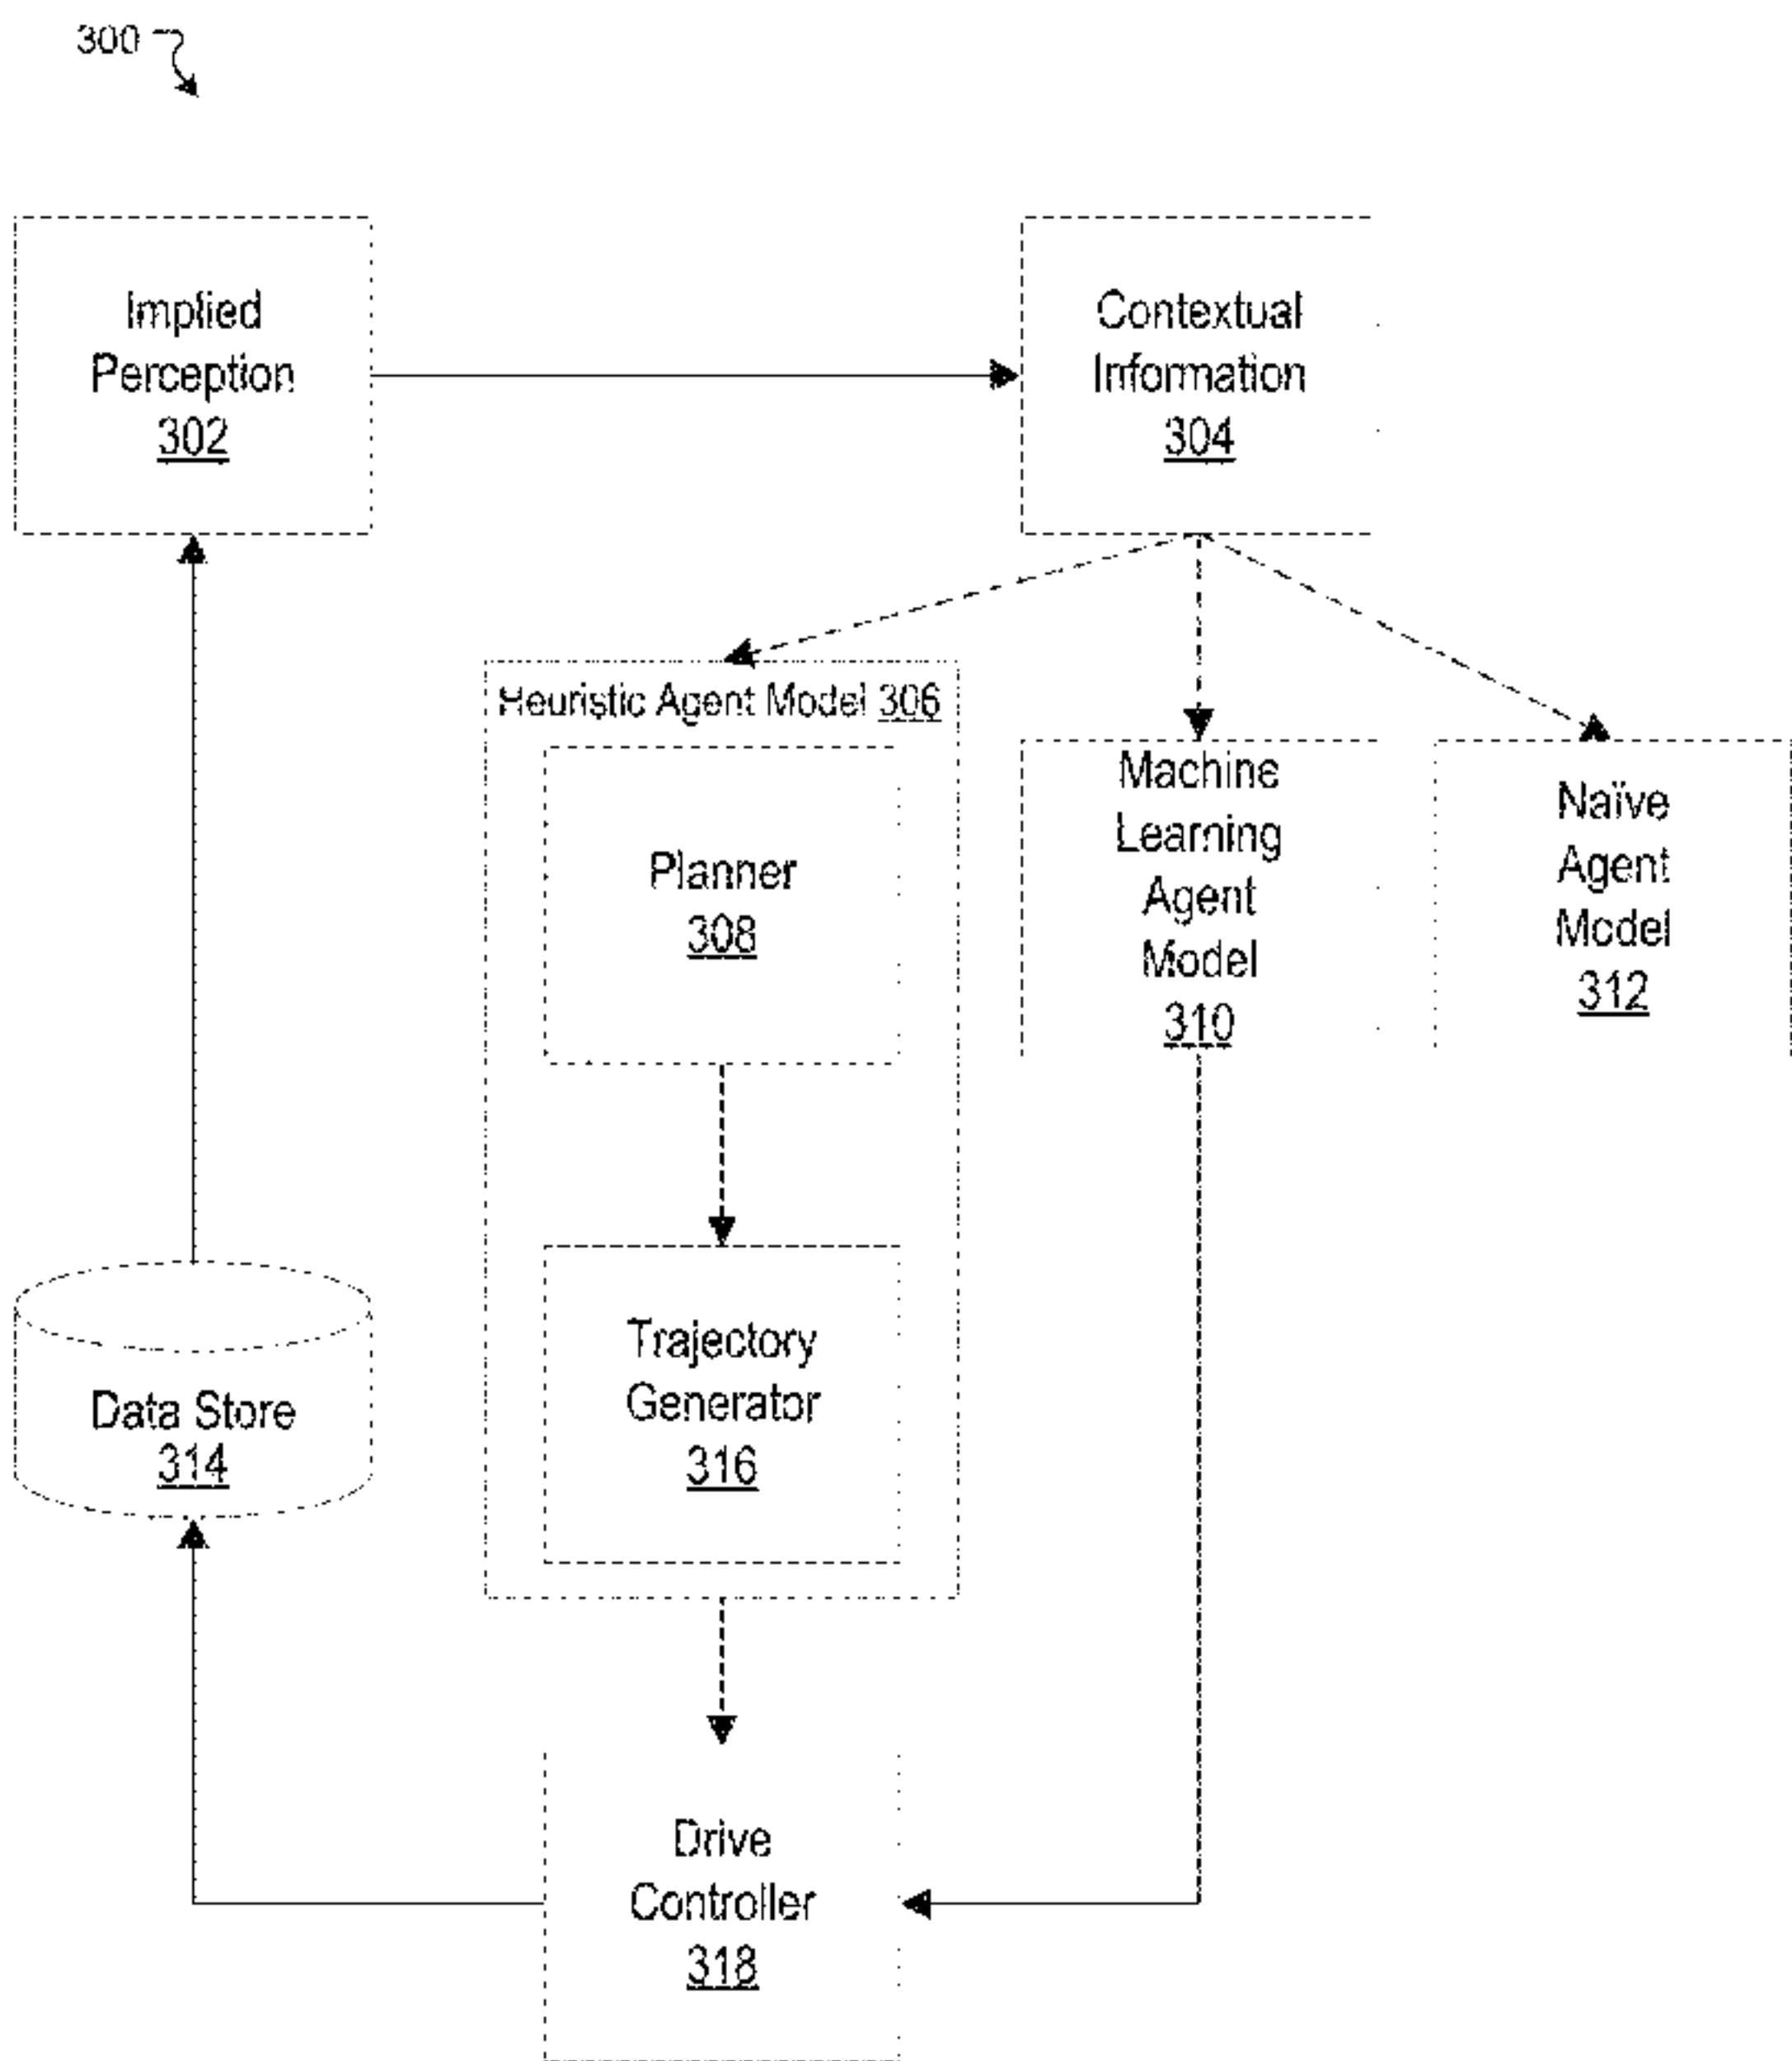 300
Implied
Perception
302
Contextual
Information
304
Heuristic Agent Model 306
Planner
308
Machine
Learning
Agent
Model
310
Naïve
Agent
Model
312
Trajectory
Generator
316
Data Store
314
Drive
Controller
318